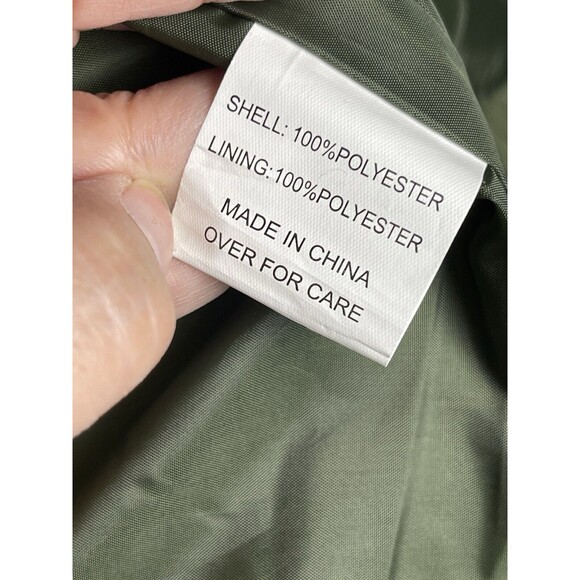 SHELL: 100%POLYESTER
LINING:100%POLYESTER
MADE IN CHINA
OVER FOR CARE